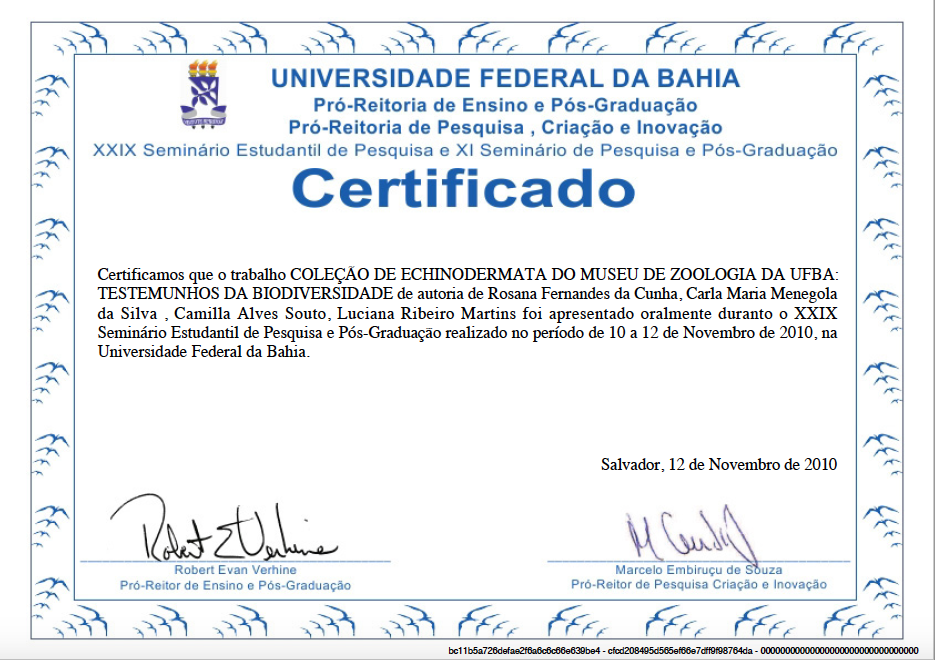 UNIVERSIDADE FEDERAL DA BAHIA
Pró-Reitoria de Ensino e Pós-Graduação
Pró-Reitoria de Pesquisa , Criação e Inovação
XXIX Seminário Estudantil de Pesquisa e XI Seminário de Pesquisa e Pós-Graduação
Certificado
Certificamos que o trabalho COLEÇÃO DE ECHINODERMATA DO MUSEU DE ZOOLOGIA DA UFBA:
TESTEMUNHOS DA BIODIVERSIDADE de autoria de Rosana Fernandes da Cunha, Carla Maria Menegola
da Silva , Camilla Alves Souto, Luciana Ribeiro Martins foi apresentado oralmente duranto o XXIX
Seminário Estudantil de Pesquisa e Pós-Graduação realizado no período de 10 a 12 de Novembro de 2010, na
Universidade Federal da Bahia.
Salvador, 12 de Novembro de 2010
Robert E Verhine
Robert Evan Verhine
Pró-Reitor de Ensino e Pós-Graduação
Marcelo Embiruçu de Souza
Pró-Reitor de Pesquisa Criação e Inovação